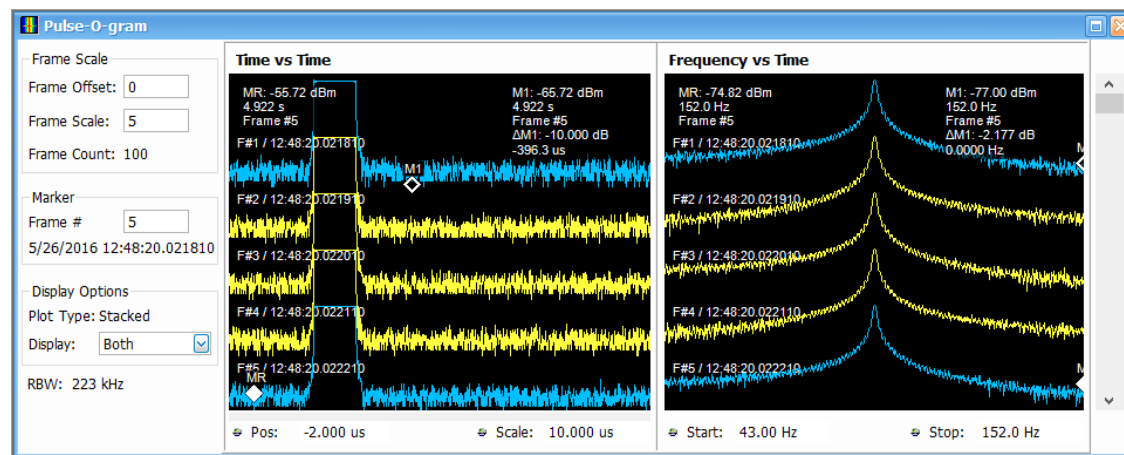 Pulse-O-gram
Frame Scale
Frame Offset: 0
Frame Scale: 5
Frame Count: 100
Marker
Frame # 5
5/26/2016 12:48:20.021810
Display Options
Plot Type: Stacked
Display: Both
RBW: 223 kHz
Time vs Time
MR: -55.72 dBm
4.922 s
Frame #5
M1: -65.72 dBm
4.922 s
Frame #5
ΔM1: -10.000 dB
-396.3 us
F#1 / 12:48:20.021810
M1
F#2 / 12:48:20.021910
F#3 / 12:48:20.022010
F#4 / 12:48:20.022110
F#5 / 12:48:20.022210
MR
Pos: -2.000 us
Scale: 10.000 us
Frequency vs Time
MR: -74.82 dBm
152.0 Hz
Frame #5
M1: -77.00 dBm
152.0 Hz
Frame #5
ΔM1: -2.177 dB
0.0000 Hz
F#1 / 12:48:20.021810
M
F#2 / 12:48:20.021910
F#3 / 12:48:20.022010
F#4 / 12:48:20.022110
F#5 / 12:48:20.022210
M
Start: 43.00 Hz
Stop: 152.0 Hz